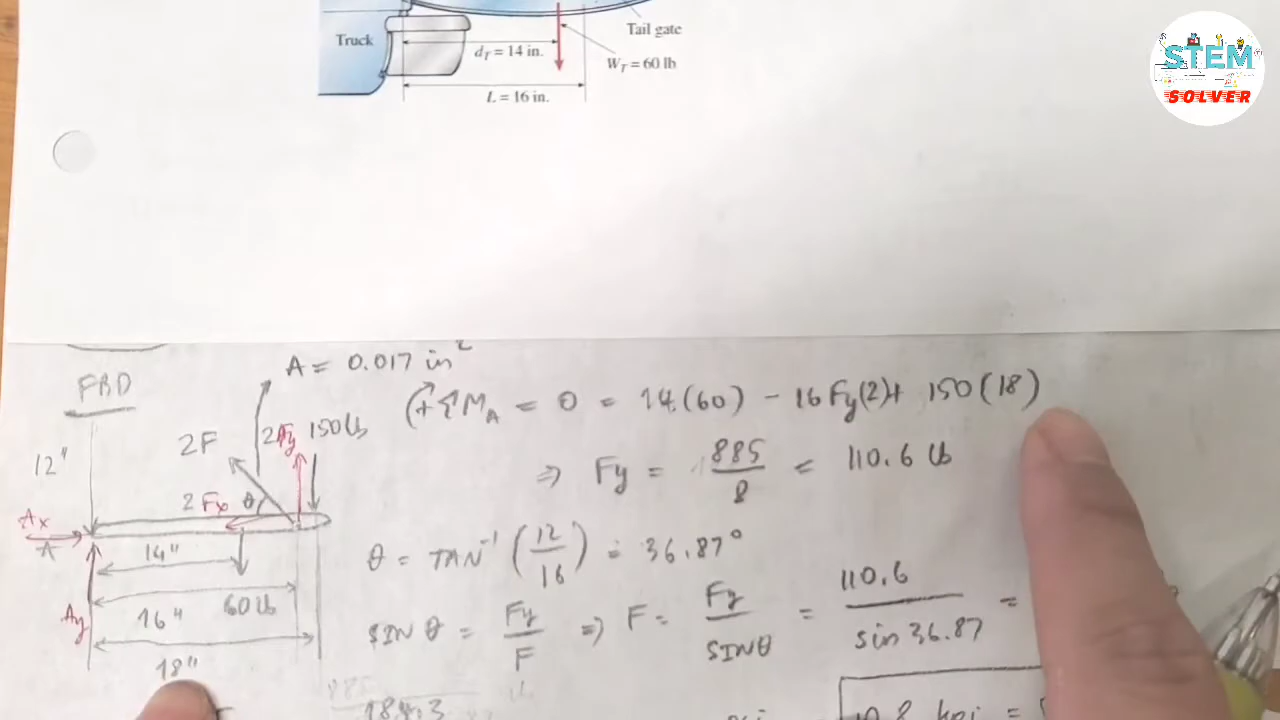 Tail gate
Truck
d_T = 14 in.
W_T = 60 lb
L = 16 in.
STEM
SOLVER
A = 0.017 in²
FBD
(+ΣM_A = 0 = 14(60) - 16Fy(2)+ 150(18)
2F
2Fy 150 lb
12"
⇒ Fy = 885/8 = 110.6 lb
2Fx θ
Ax
A
14"
θ = TAN⁻¹ (12/16) = 36.87°
60 lb
16"
Ay
SIN θ = Fy/F ⇒ F = Fy/SINθ = 110.6/sin 36.87 =
18"
184.3